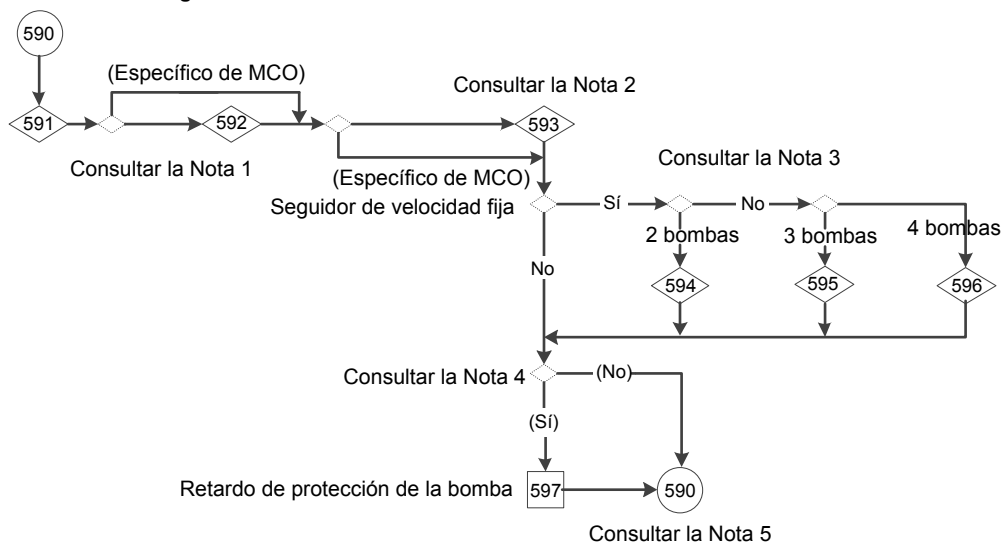 590
(Específico de MCO)
Consultar la Nota 2
591
592
593
Consultar la Nota 1
(Específico de MCO)
Consultar la Nota 3
Seguidor de velocidad fija
Sí
No
2 bombas
3 bombas
4 bombas
No
594
595
596
Consultar la Nota 4
(No)
(Sí)
Retardo de protección de la bomba
597
590
Consultar la Nota 5